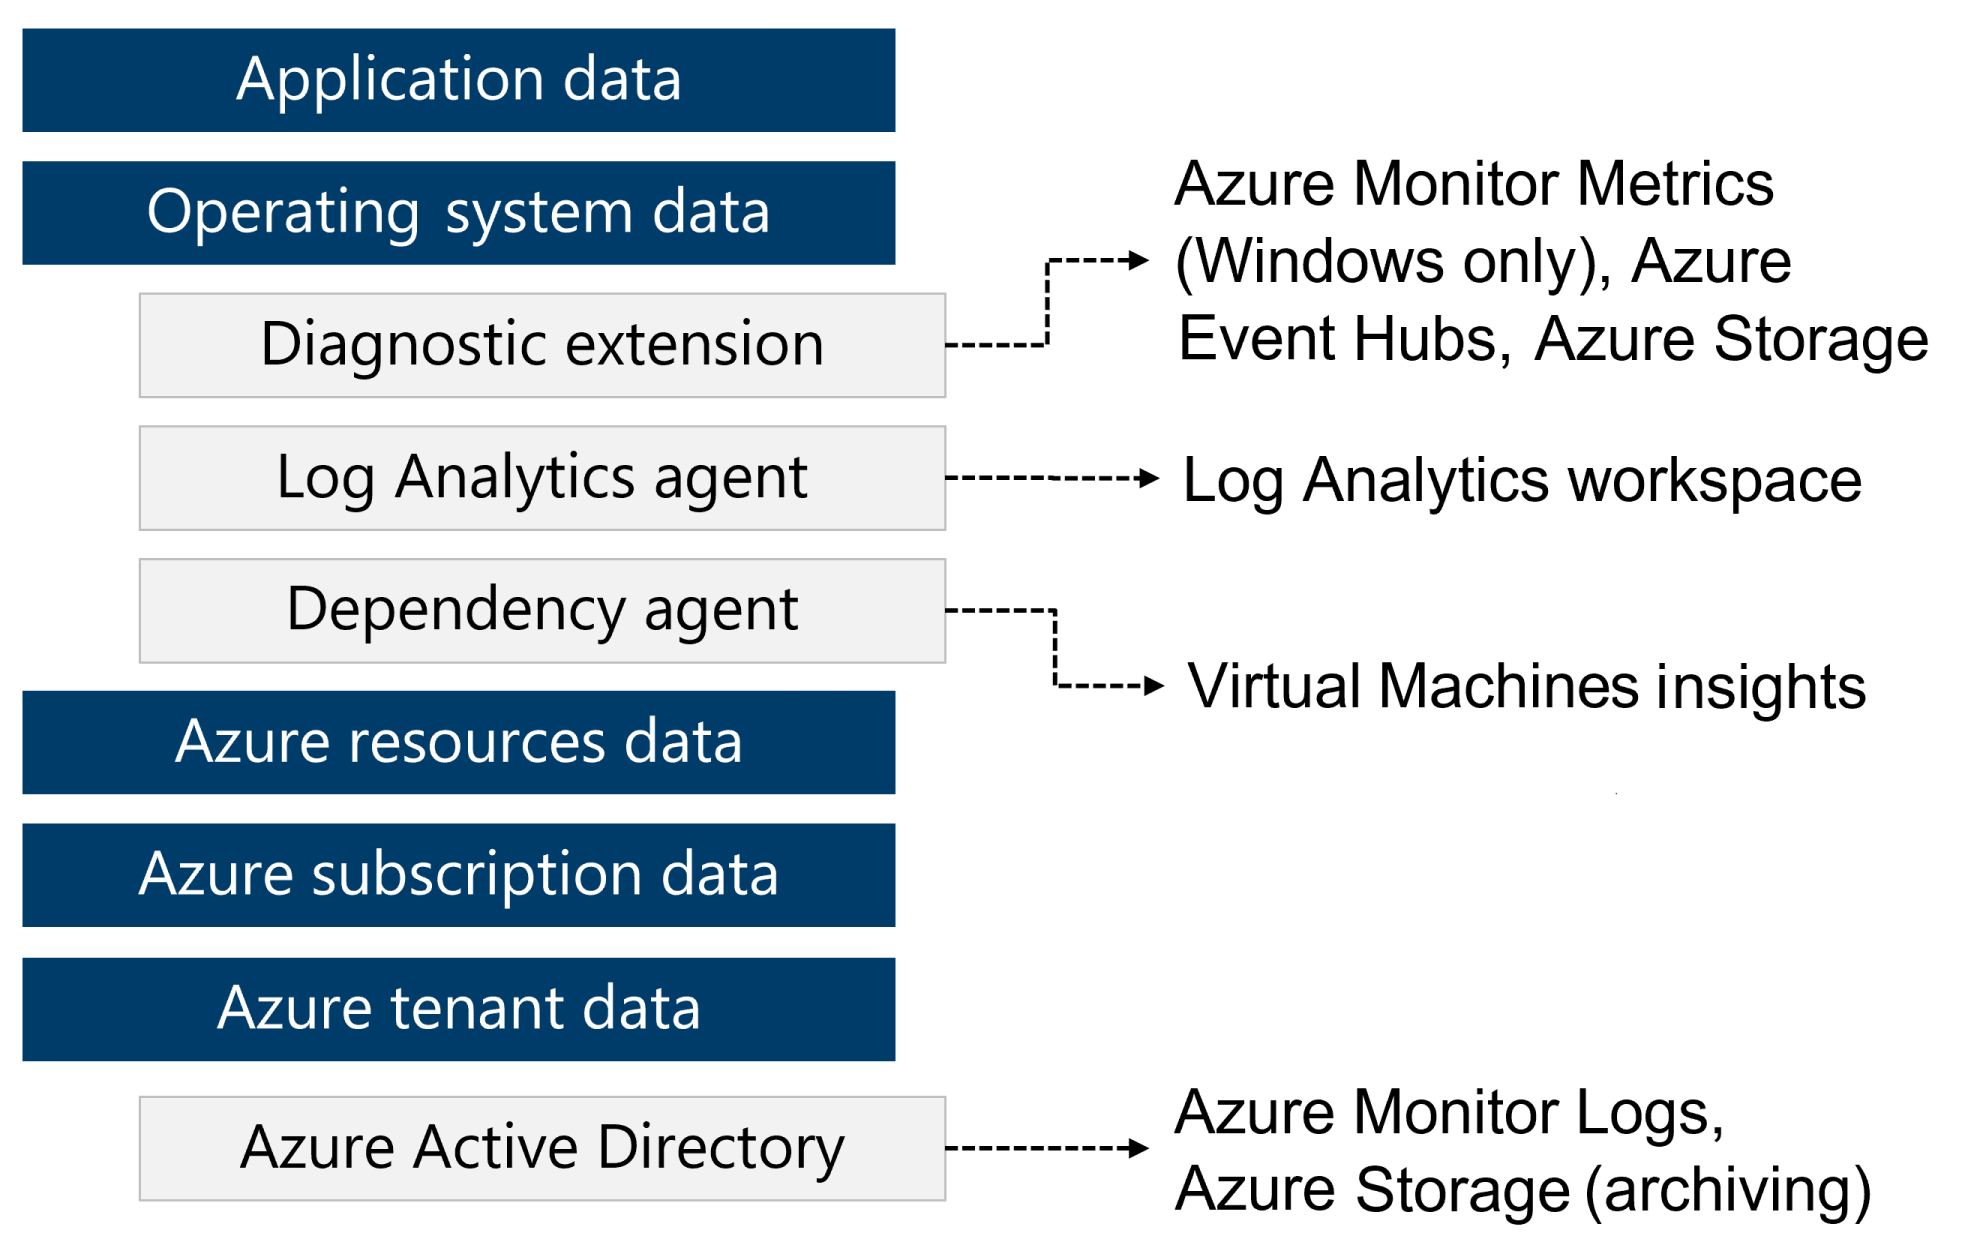 Application data
Operating system data
Azure Monitor Metrics
(Windows only), Azure
Event Hubs, Azure Storage
Diagnostic extension
Log Analytics agent
Log Analytics workspace
Dependency agent
Virtual Machines insights
Azure resources data
Azure subscription data
Azure tenant data
Azure Active Directory
Azure Monitor Logs,
Azure Storage (archiving)